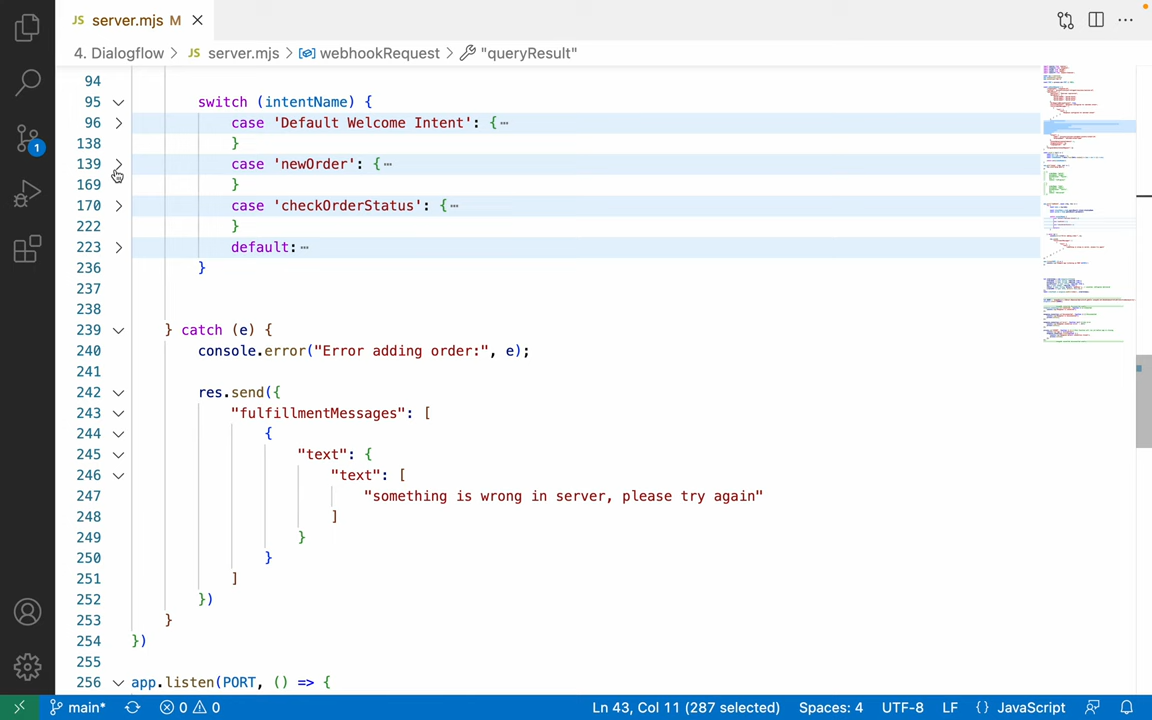 JS server.mjs M
4. Dialogflow > JS server.mjs > webhookRequest > "queryResult"
94
95 switch (intentName) {
96 case 'Default Welcome Intent': {···
138 }
139 case 'newOrder': {···
169 }
170 case 'checkOrderStatus': {···
222 }
223 default:···
236 }
237
238
239 } catch (e) {
240 console.error("Error adding order:", e);
241
242 res.send({
243 "fulfillmentMessages": [
244 {
245 "text": {
246 "text": [
247 "something is wrong in server, please try again"
248 ]
249 }
250 }
251 ]
252 })
253 }
254 })
255
256 app.listen(PORT, () => {
1
main* 0 0 Ln 43, Col 11 (287 selected) Spaces: 4 UTF-8 LF {} JavaScript